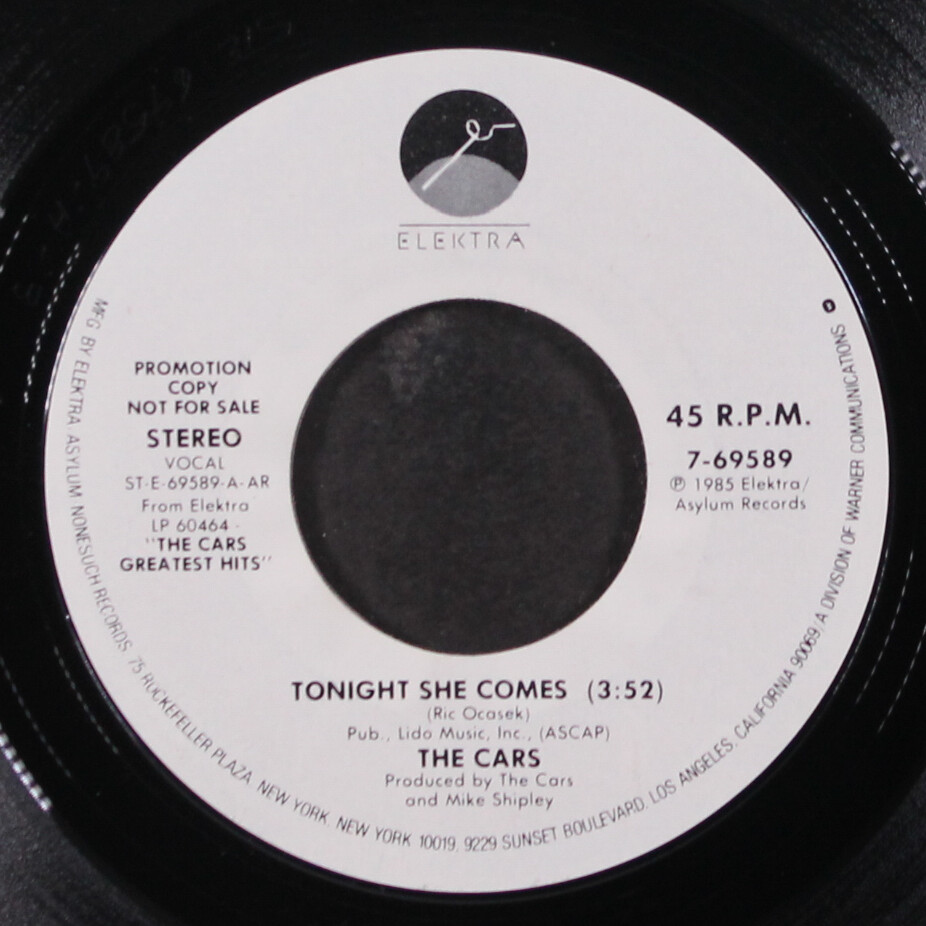 ELEKTRA
PROMOTION
COPY
NOT FOR SALE
STEREO
VOCAL
ST-E-69589-A-AR
From Elektra
LP 60464 -
"THE CARS
GREATEST HITS"
45 R.P.M.
7-69589
℗ 1985 Elektra/
Asylum Records
TONIGHT SHE COMES (3:52)
(Ric Ocasek)
Pub., Lido Music, Inc., (ASCAP)
THE CARS
Produced by The Cars
and Mike Shipley
MFG BY ELEKTRA ASYLUM NONESUCH RECORDS, 75 ROCKEFELLER PLAZA, NEW YORK, NEW YORK 10019, 9229 SUNSET BOULEVARD, LOS ANGELES, CALIFORNIA 90069/A DIVISION OF WARNER COMMUNICATIONS